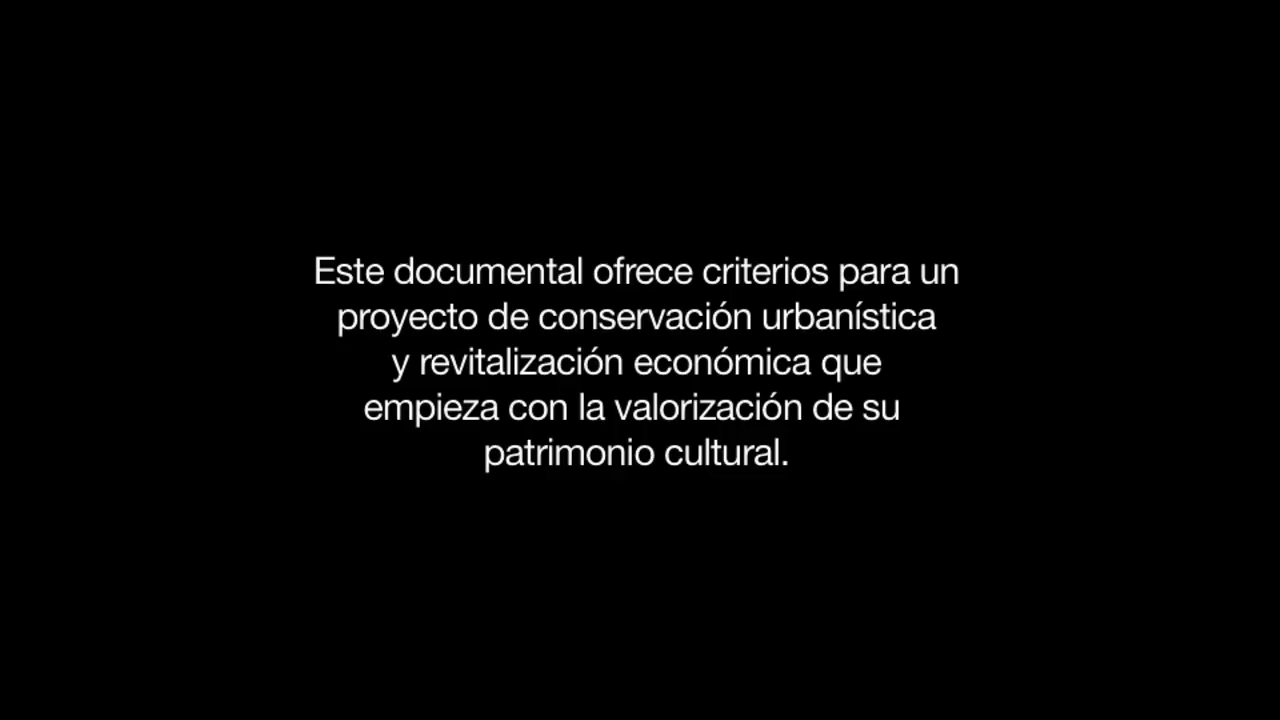 Este documental ofrece criterios para un
proyecto de conservación urbanística
y revitalización económica que
empieza con la valorización de su
patrimonio cultural.